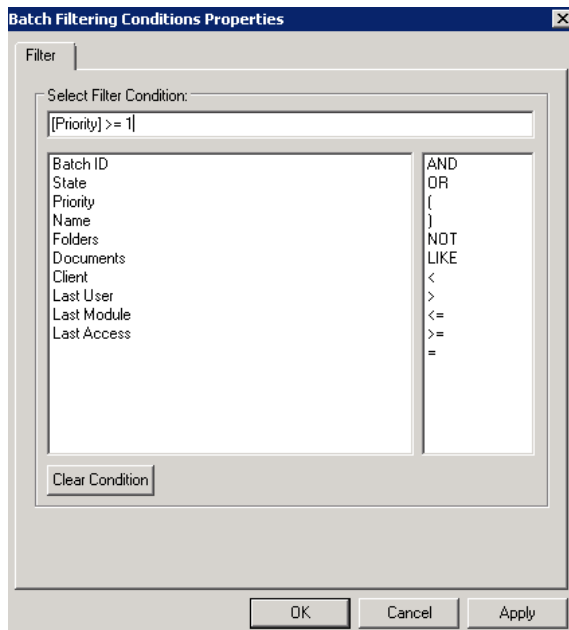 Batch Filtering Conditions Properties
Filter
Select Filter Condition:
[Priority] >= 1
Batch ID
State
Priority
Name
Folders
Documents
Client
Last User
Last Module
Last Access
AND
OR
(
)
NOT
LIKE
<
>
<=
>=
=
Clear Condition
OK
Cancel
Apply